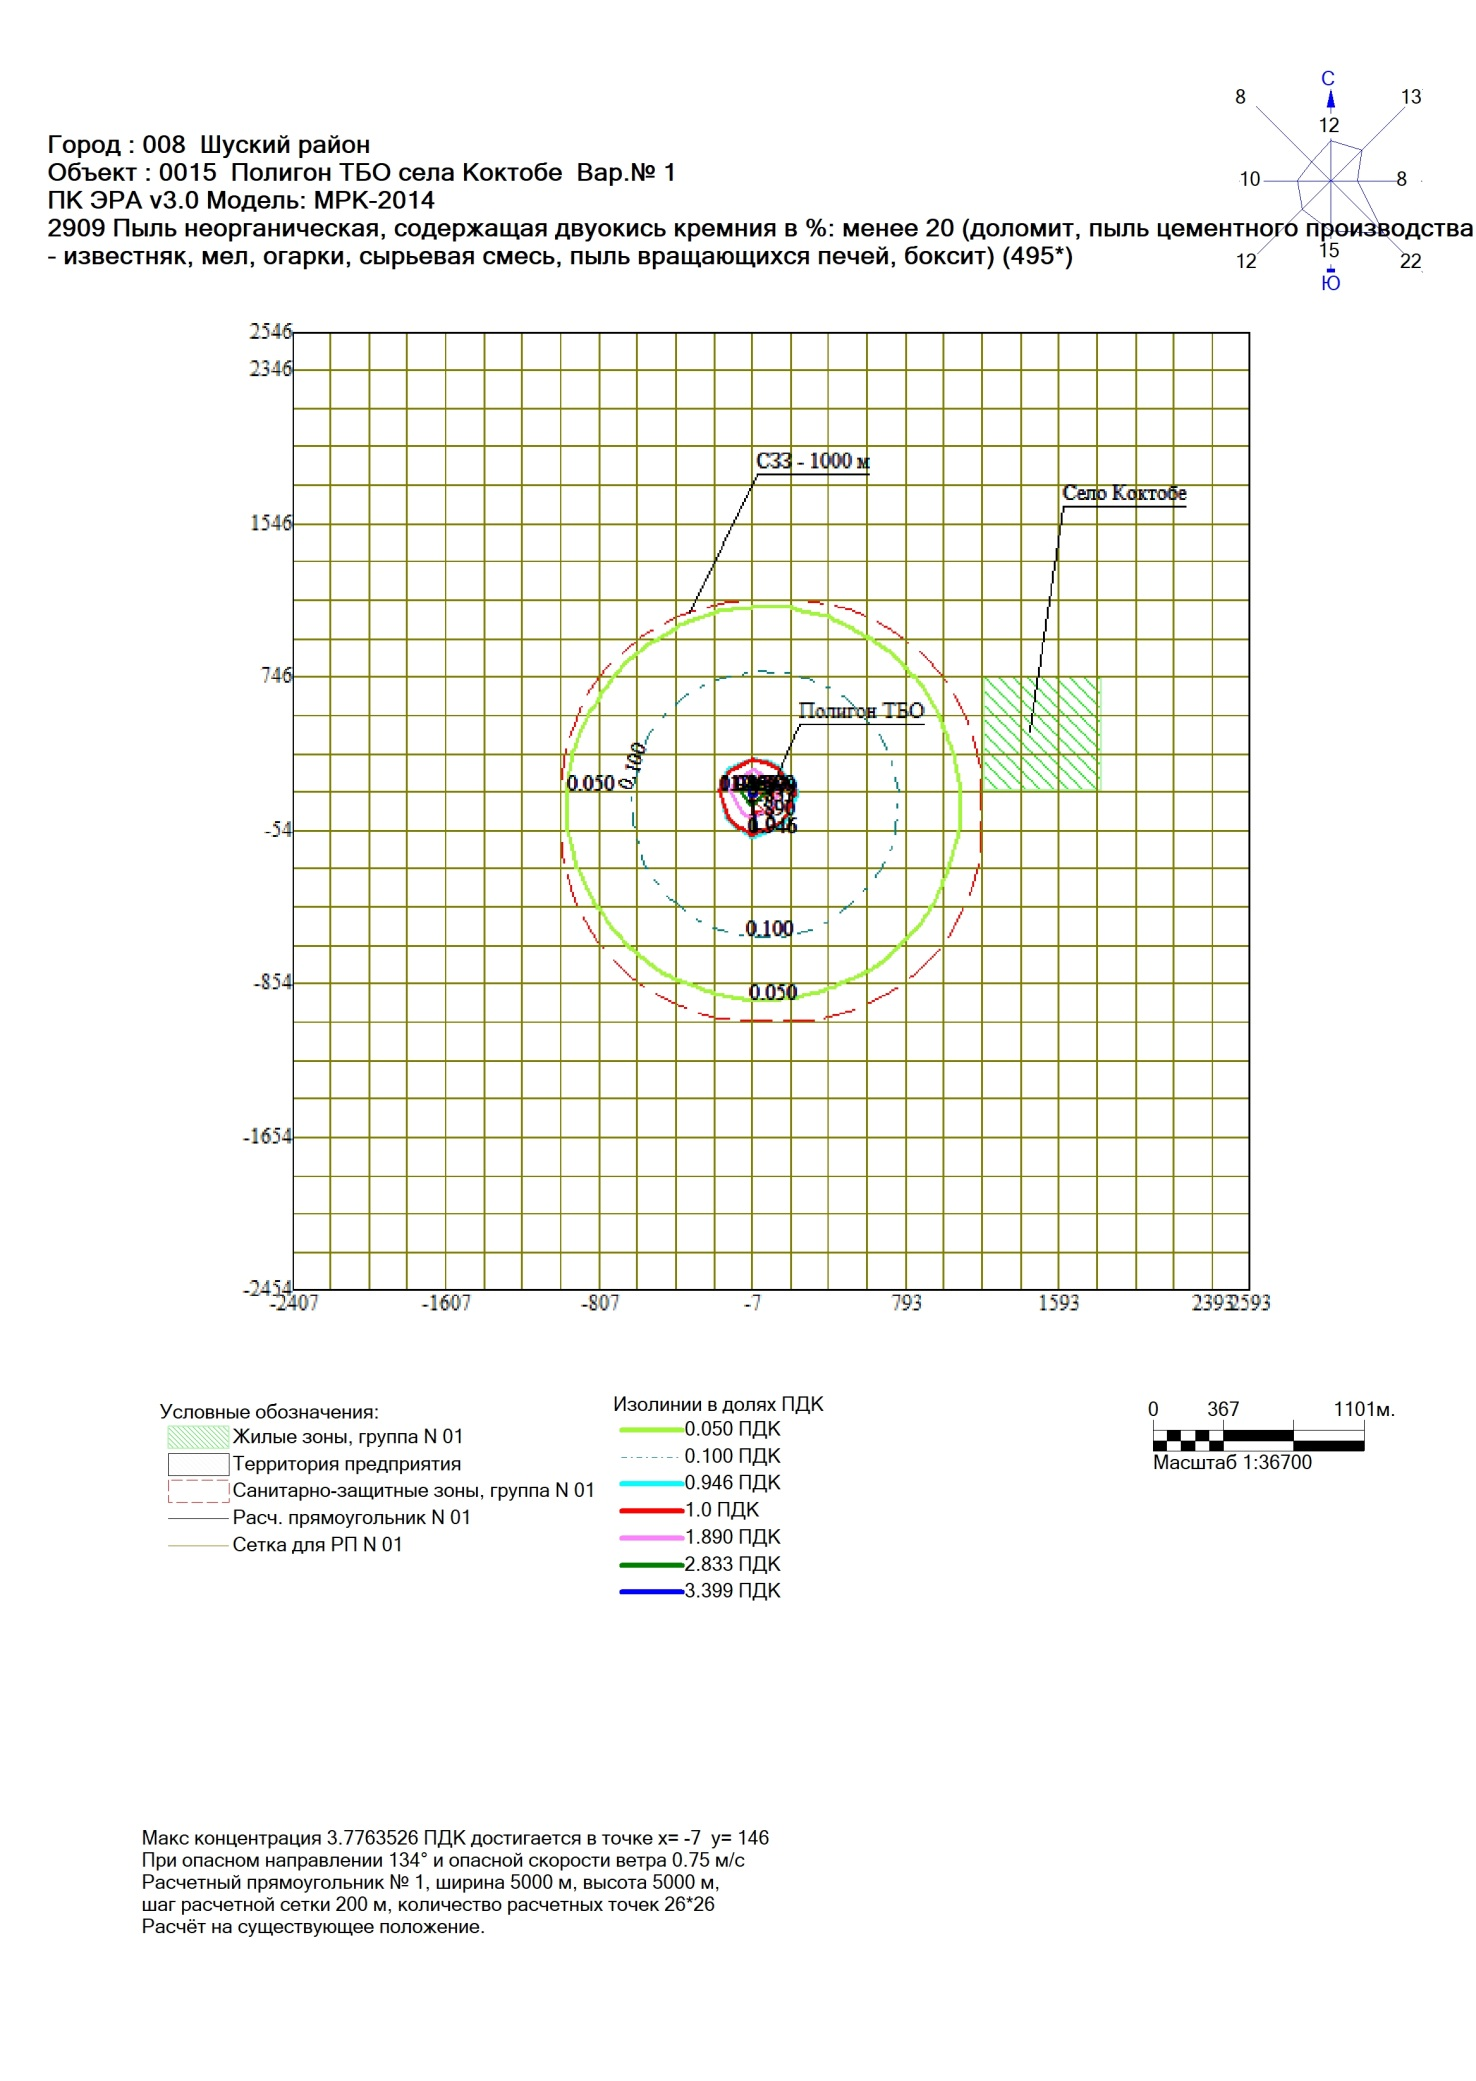 С
8
13
12
10
8
12
15
22
Ю
Город : 008 Шуский район
Объект : 0015 Полигон ТБО села Коктобе Вар.№ 1
ПК ЭРА v3.0 Модель: МРК-2014
2909 Пыль неорганическая, содержащая двуокись кремния в %: менее 20 (доломит, пыль цементного производства
- известняк, мел, огарки, сырьевая смесь, пыль вращающихся печей, боксит) (495*)
2546
2346
СЗЗ - 1000 м
Село Коктобе
1546
746
Полигон ТБО
0.100
0.050
1.890
0.946
-54
0.100
-854
0.050
-1654
-2454
-2407 -1607 -807 -7 793 1593 2393 2593
Условные обозначения:
Жилые зоны, группа N 01
Территория предприятия
Санитарно-защитные зоны, группа N 01
Расч. прямоугольник N 01
Сетка для РП N 01
Изолинии в долях ПДК
0.050 ПДК
0.100 ПДК
0.946 ПДК
1.0 ПДК
1.890 ПДК
2.833 ПДК
3.399 ПДК
0 367 1101м.
Масштаб 1:36700
Макс концентрация 3.7763526 ПДК достигается в точке x= -7 y= 146
При опасном направлении 134° и опасной скорости ветра 0.75 м/с
Расчетный прямоугольник № 1, ширина 5000 м, высота 5000 м,
шаг расчетной сетки 200 м, количество расчетных точек 26*26
Расчёт на существующее положение.